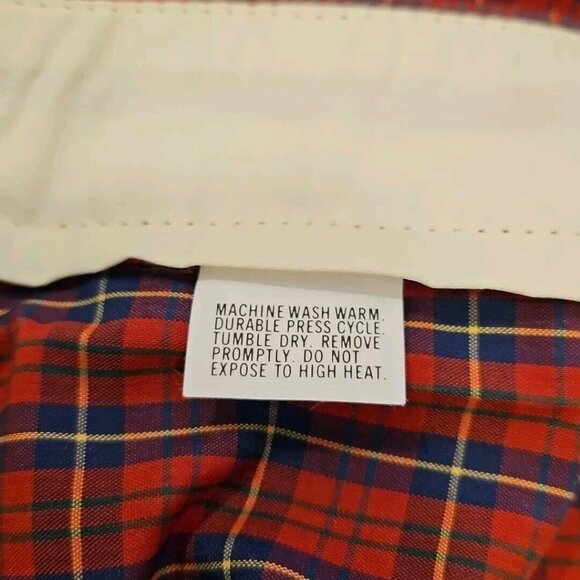 MACHINE WASH WARM.
DURABLE PRESS CYCLE.
TUMBLE DRY. REMOVE
PROMPTLY. DO NOT
EXPOSE TO HIGH HEAT.